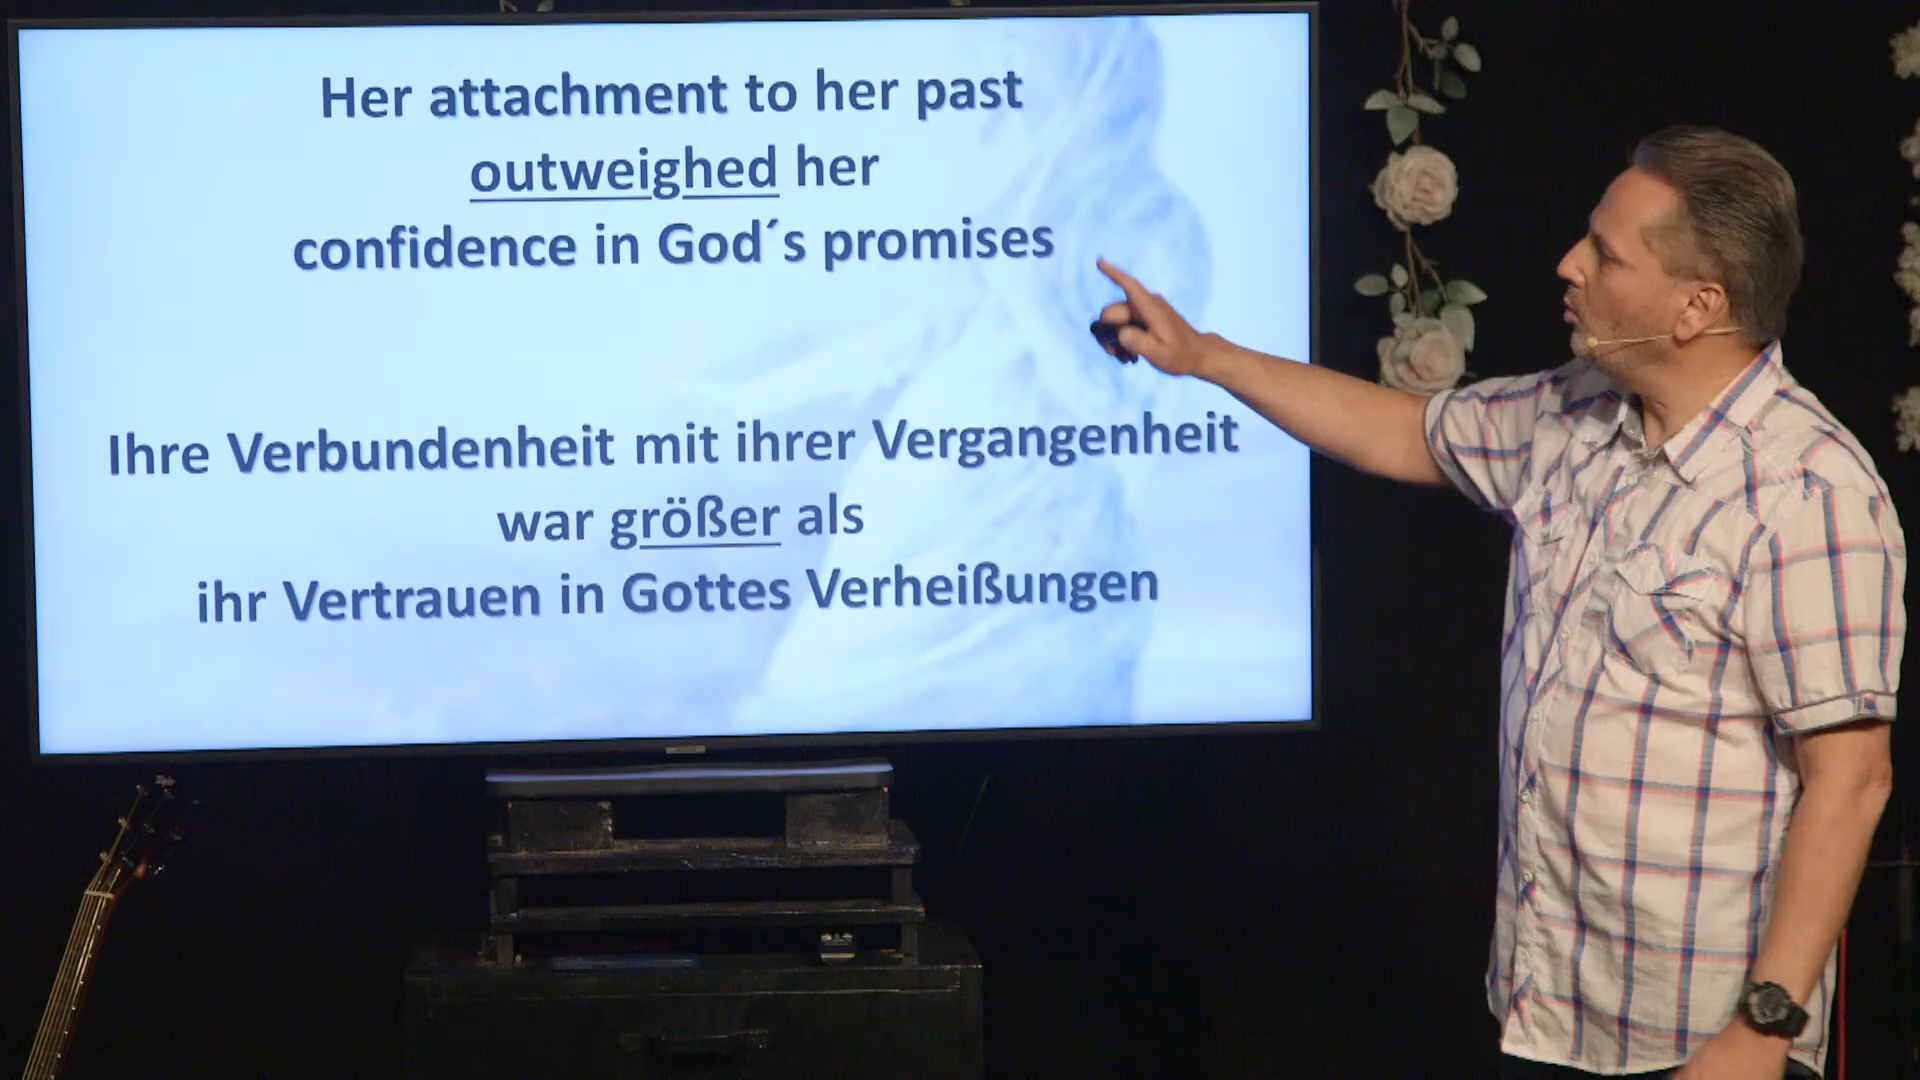 Her attachment to her past
outweighed her
confidence in God´s promises
Ihre Verbundenheit mit ihrer Vergangenheit
war größer als
ihr Vertrauen in Gottes Verheißungen